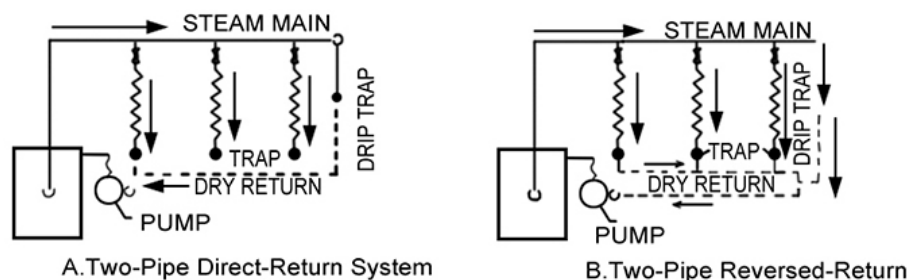 STEAM MAIN
DRIP TRAP
TRAP
DRY RETURN
PUMP
A.Two-Pipe Direct-Return System
STEAM MAIN
DRIP TRAP
TRAP
DRY RETURN
PUMP
B.Two-Pipe Reversed-Return